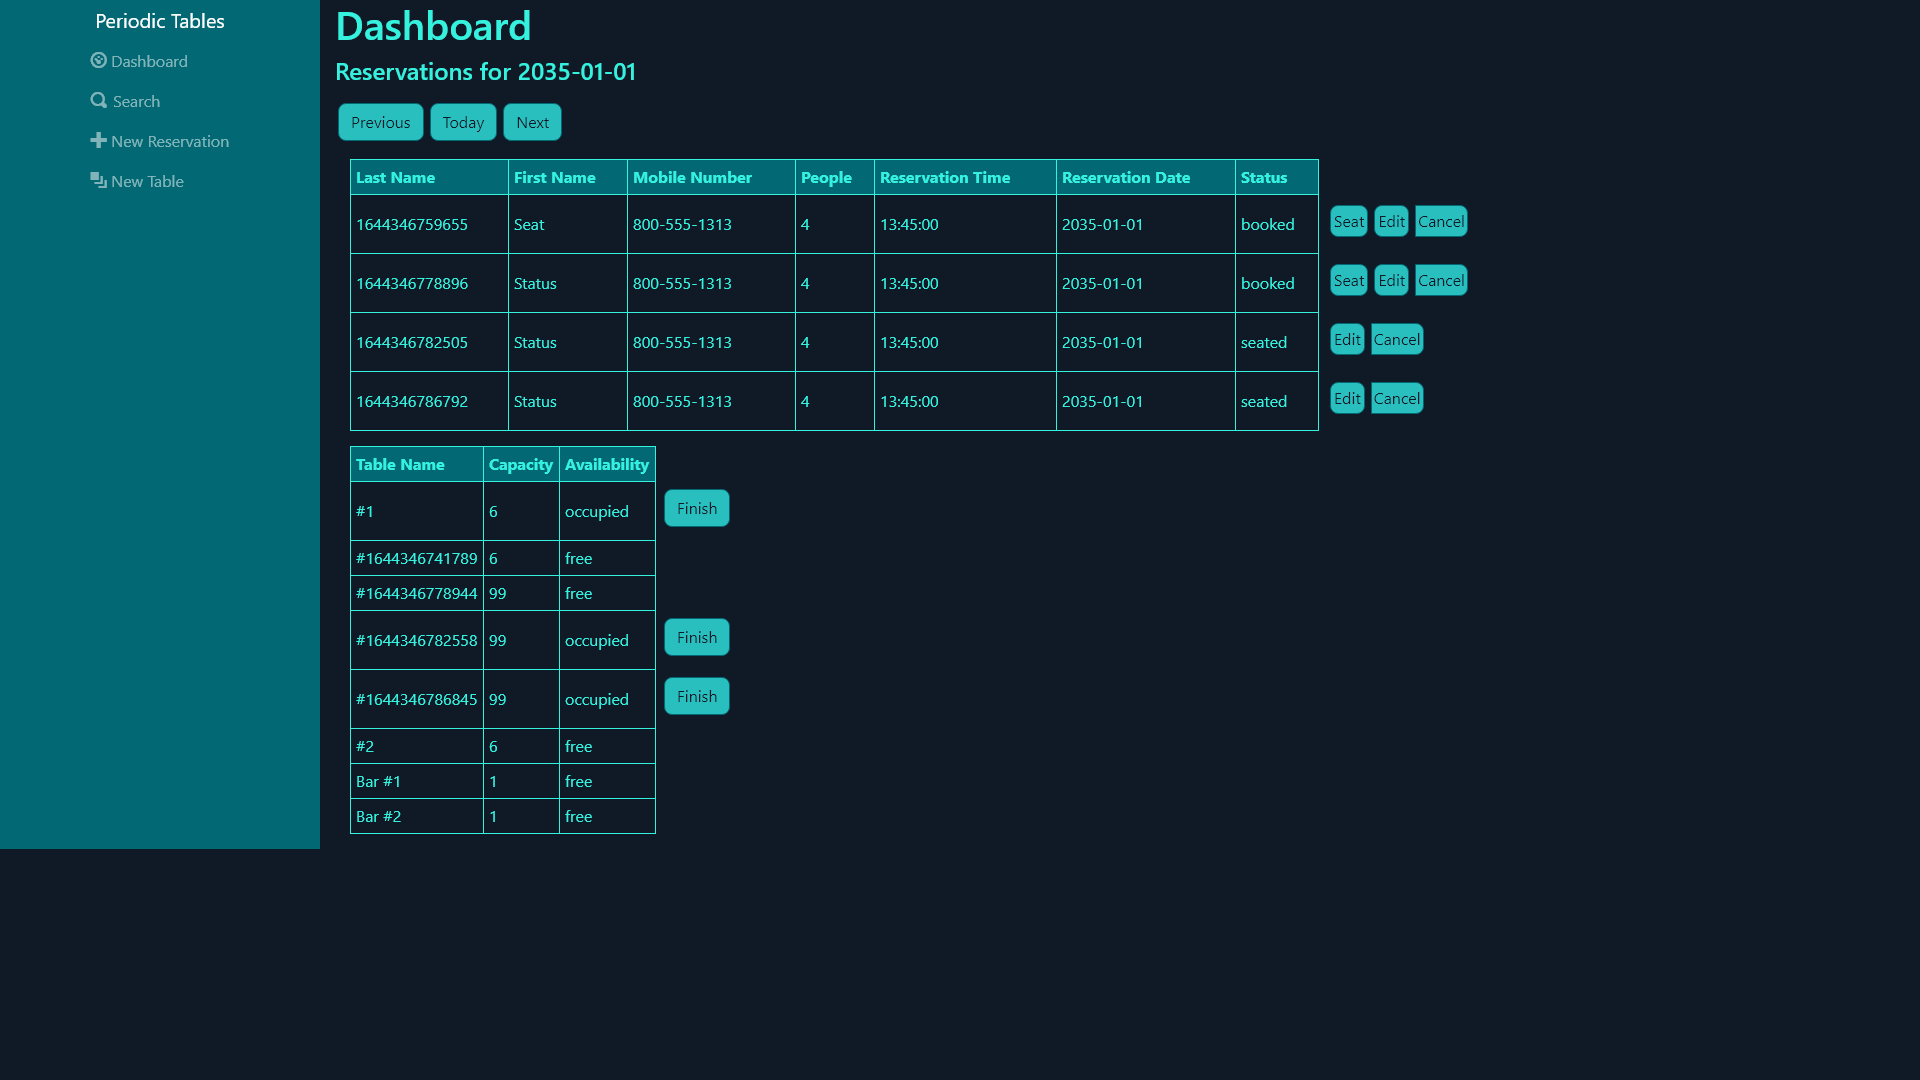 Periodic Tables
Dashboard
Search
New Reservation
New Table
Dashboard
Reservations for 2035-01-01
Previous Today Next
Last Name First Name Mobile Number People Reservation Time Reservation Date Status
1644346759655 Seat 800-555-1313 4 13:45:00 2035-01-01 booked Seat Edit Cancel
1644346778896 Status 800-555-1313 4 13:45:00 2035-01-01 booked Seat Edit Cancel
1644346782505 Status 800-555-1313 4 13:45:00 2035-01-01 seated Edit Cancel
1644346786792 Status 800-555-1313 4 13:45:00 2035-01-01 seated Edit Cancel
Table Name Capacity Availability
#1 6 occupied Finish
#1644346741789 6 free
#1644346778944 99 free
#1644346782558 99 occupied Finish
#1644346786845 99 occupied Finish
#2 6 free
Bar #1 1 free
Bar #2 1 free